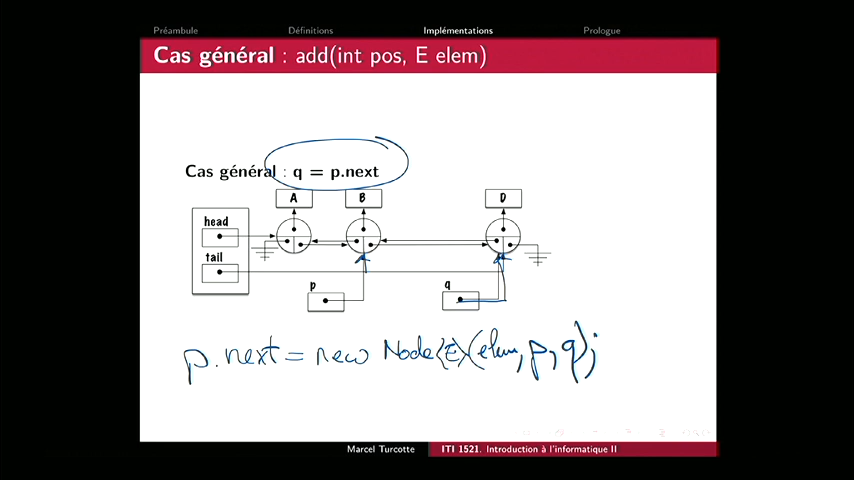 Préambule Définitions Implémentations Prologue
Cas général : add(int pos, E elem)
Cas général : q = p.next
A B D
head
tail
p q
p.next = new Node<E>(elem, p, q);
Marcel Turcotte ITI 1521. Introduction à l'informatique II